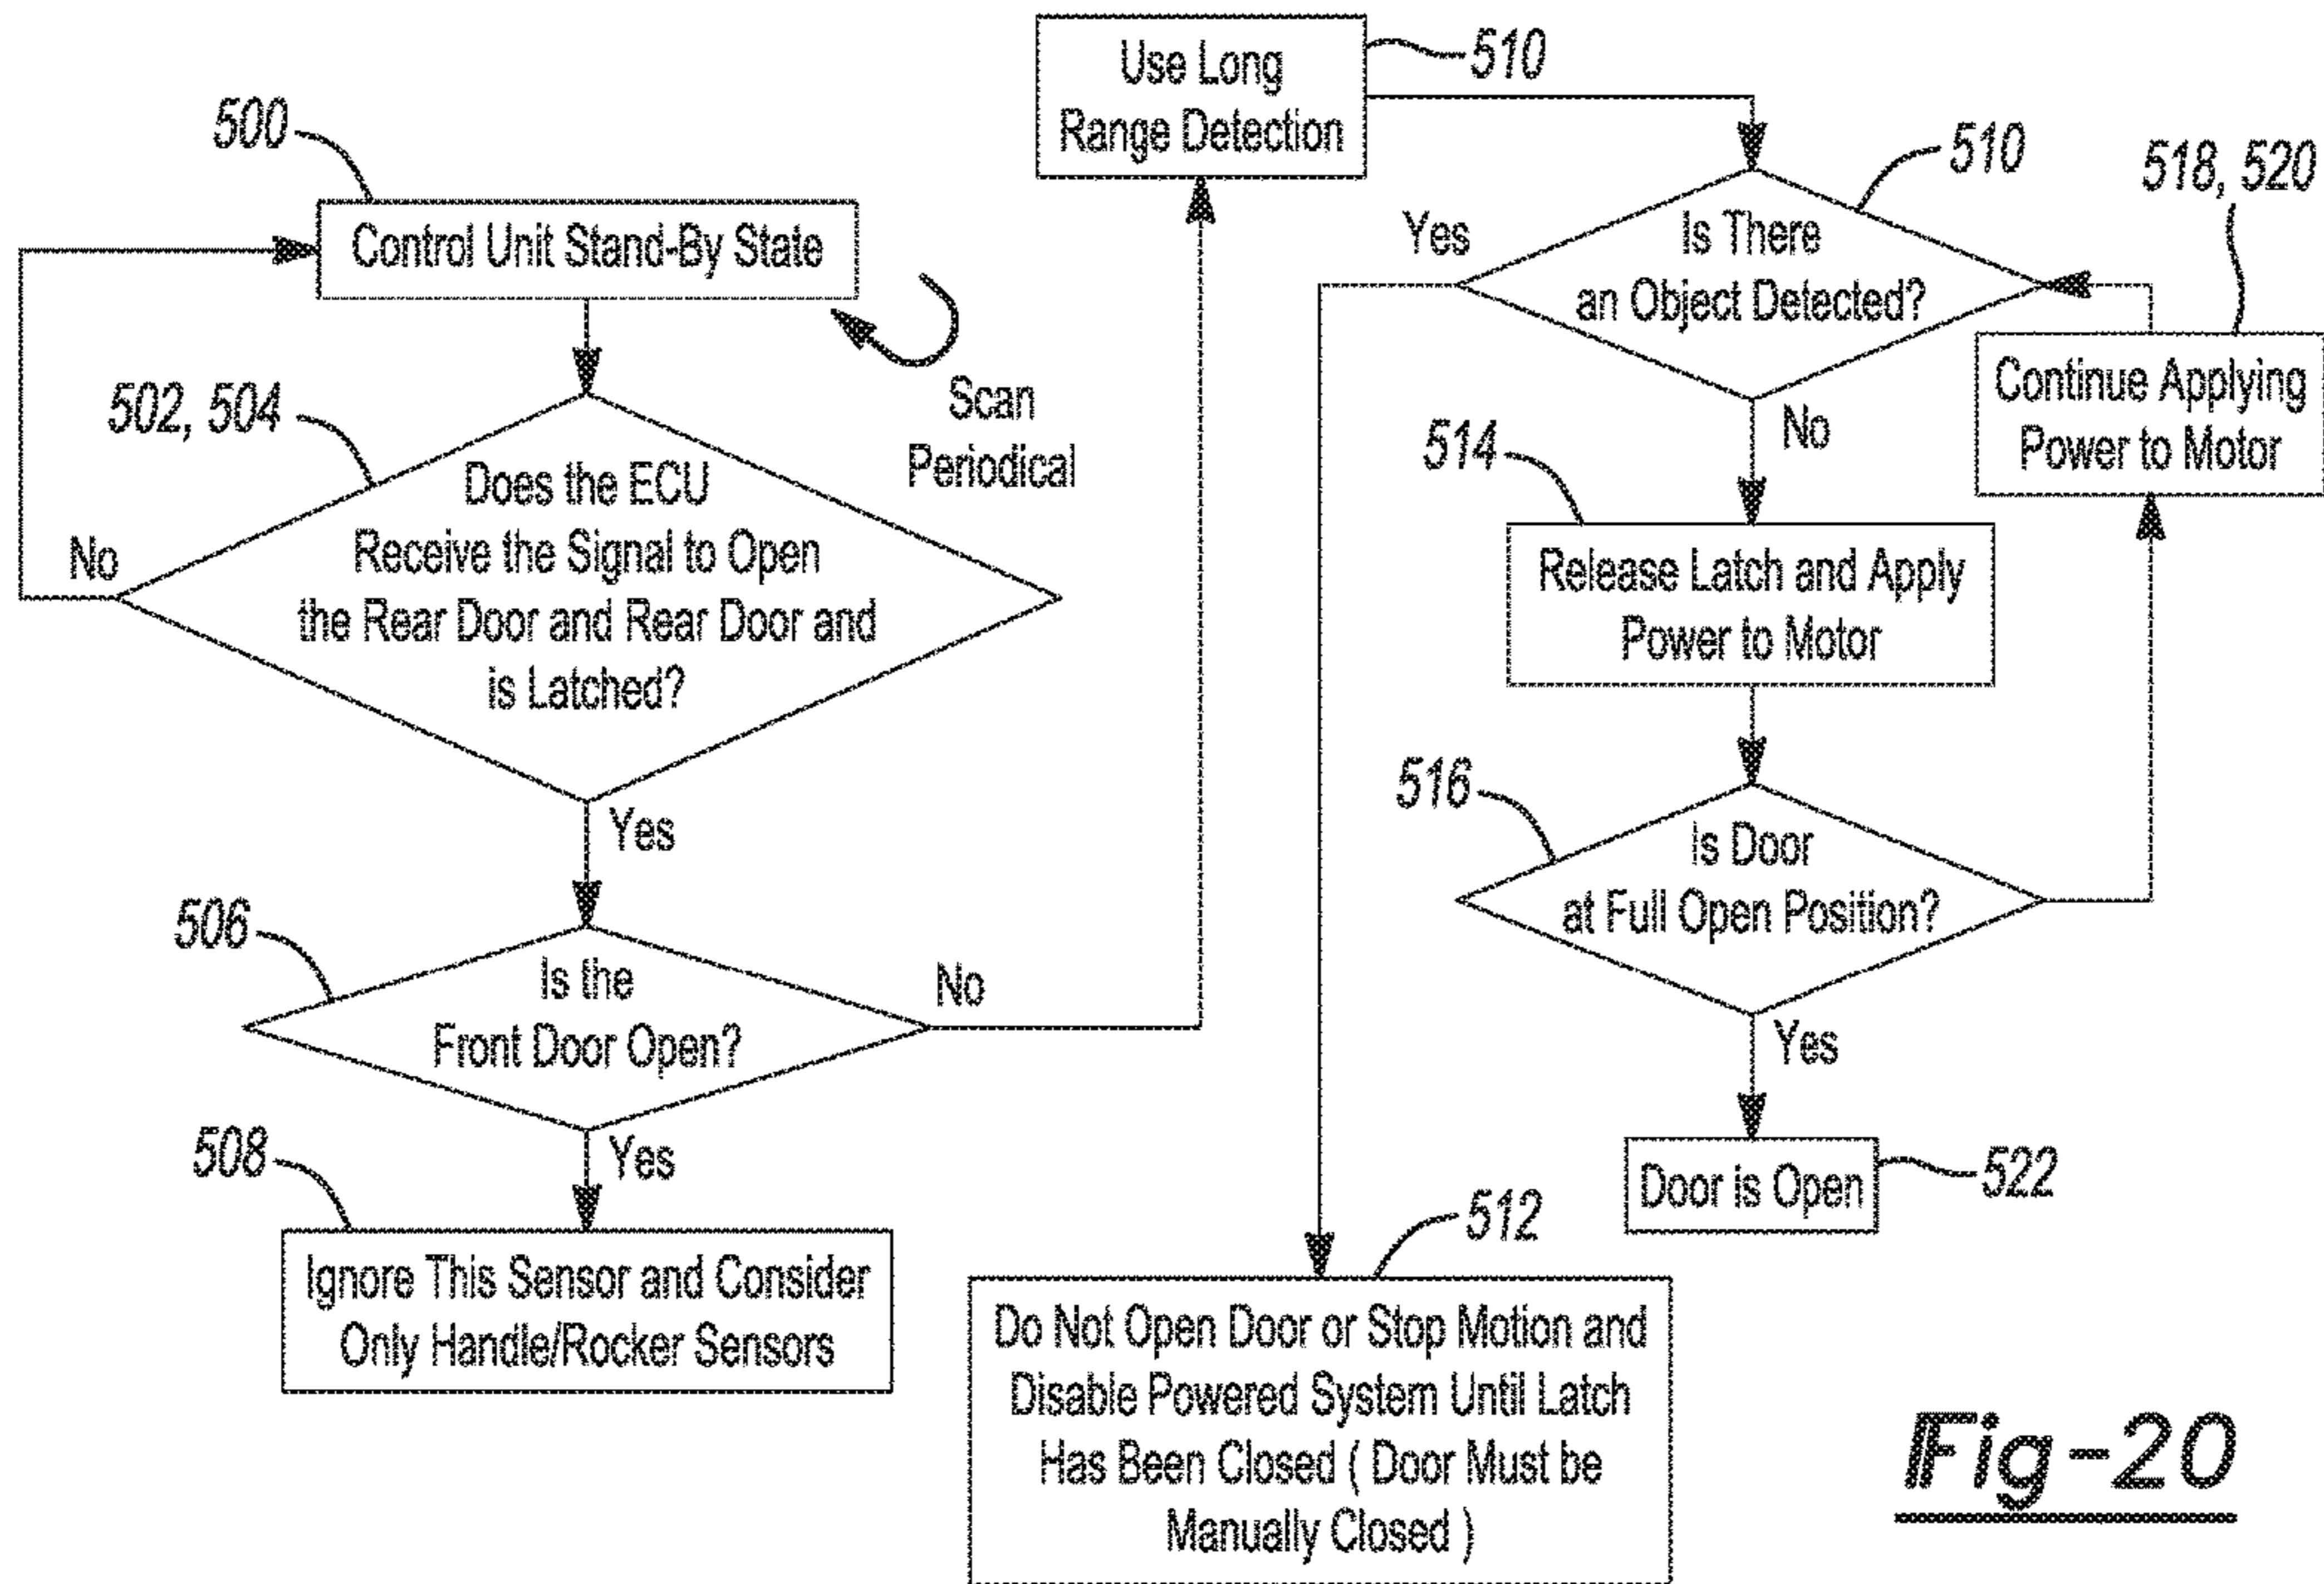 500
Control Unit Stand-By State
Scan
Periodical
502, 504
Does the ECU
Receive the Signal to Open
the Rear Door and Rear Door and
is Latched?
No
Yes
506
Is the
Front Door Open?
No
Yes
508
Ignore This Sensor and Consider
Only Handle/Rocker Sensors
Use Long
Range Detection
510
510
Is There
an Object Detected?
Yes
No
518, 520
Continue Applying
Power to Motor
514
Release Latch and Apply
Power to Motor
516
Is Door
at Full Open Position?
Yes
Door is Open
522
512
Do Not Open Door or Stop Motion and
Disable Powered System Until Latch
Has Been Closed ( Door Must be
Manually Closed )
Fig-20